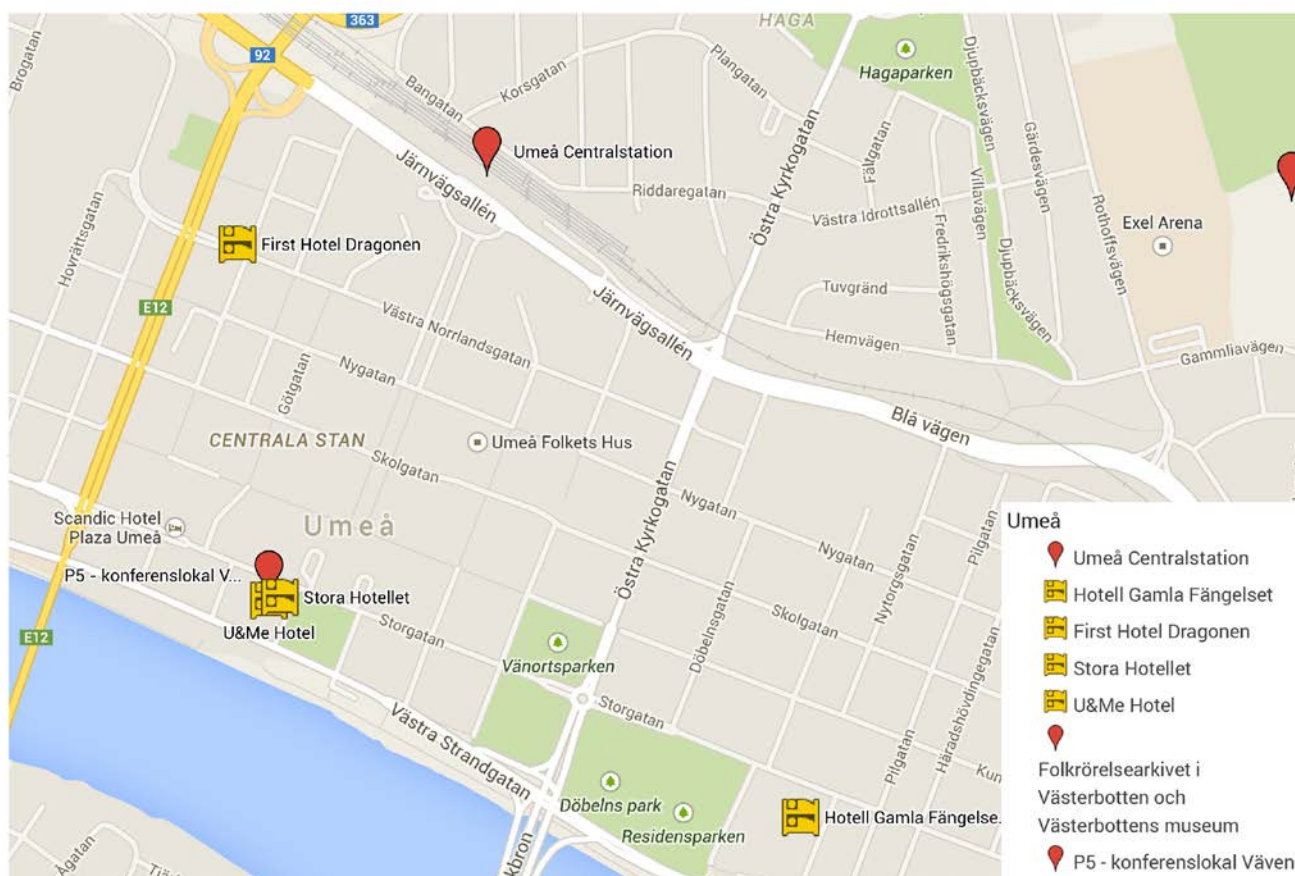 363
HAGA
92
Brogatan
Bangatan
Korsgatan
Plangatan
Hagaparken
Djupbäcksvägen
Gärdesvägen
Umeå Centralstation
Järnvägsallén
Riddaregatan
Östra Kyrkogatan
Fältgatan
Villavägen
Västra Idrottsallén
Fredrikshögsgatan
Rothoffsvägen
Exel Arena
Hovrättsgatan
First Hotel Dragonen
E12
Järnvägsallén
Tuvgränd
Djupbäcksvägen
Hemvägen
Gammliavägen
Västra Norrlandsgatan
Nygatan
Götgatan
CENTRALA STAN
Umeå Folkets Hus
Blå vägen
Skolgatan
Östra Kyrkogatan
Nygatan
Scandic Hotel
Plaza Umeå
Umeå
Nygatan
Nytorgsgatan
Pilgatan
P5 - konferenslokal V...
Stora Hotellet
U&Me Hotel
Storgatan
E12
Vänortsparken
Döbelnsgatan
Skolgatan
Häradshövdingegatan
Storgatan
Västra Strandgatan
Pilgatan
Kun
Döbelns park
Residensparken
Hotell Gamla Fängelse...
kbron
Ågatan
Umeå
Umeå Centralstation
Hotell Gamla Fängelset
First Hotel Dragonen
Stora Hotellet
U&Me Hotel
Folkrörelsearkivet i
Västerbotten och
Västerbottens museum
P5 - konferenslokal Väven